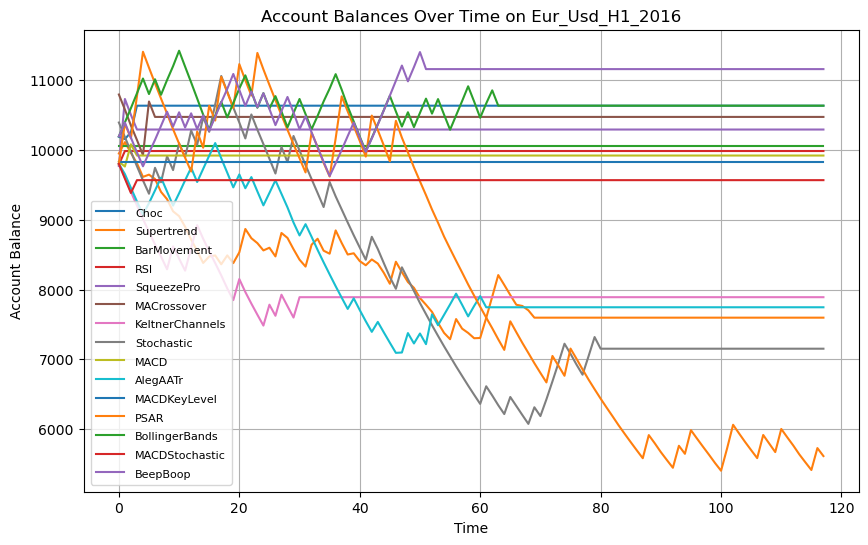 Account Balances Over Time on Eur_Usd_H1_2016
Account Balance
11000
10000
9000
8000
7000
6000
Choc
Supertrend
BarMovement
RSI
SqueezePro
MACrossover
KeltnerChannels
Stochastic
MACD
AlegAATr
MACDKeyLevel
PSAR
BollingerBands
MACDStochastic
BeepBoop
0 20 40 60 80 100 120
Time